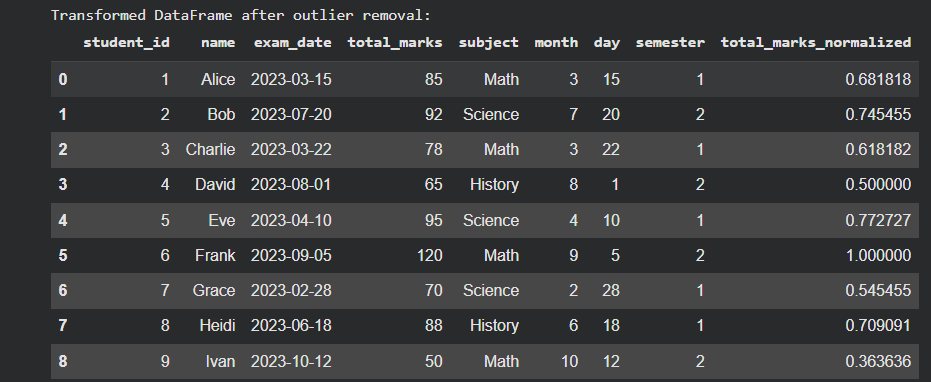 Transformed DataFrame after outlier removal:
student_id name exam_date total_marks subject month day semester total_marks_normalized
0 1 Alice 2023-03-15 85 Math 3 15 1 0.681818
1 2 Bob 2023-07-20 92 Science 7 20 2 0.745455
2 3 Charlie 2023-03-22 78 Math 3 22 1 0.618182
3 4 David 2023-08-01 65 History 8 1 2 0.500000
4 5 Eve 2023-04-10 95 Science 4 10 1 0.772727
5 6 Frank 2023-09-05 120 Math 9 5 2 1.000000
6 7 Grace 2023-02-28 70 Science 2 28 1 0.545455
7 8 Heidi 2023-06-18 88 History 6 18 1 0.709091
8 9 Ivan 2023-10-12 50 Math 10 12 2 0.363636